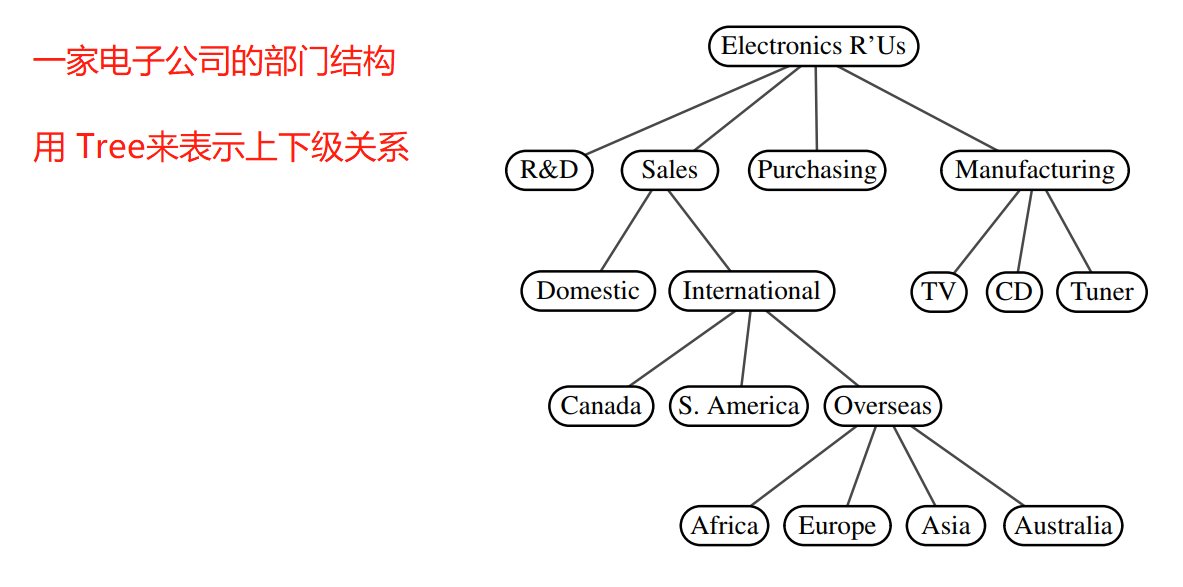 一家电子公司的部门结构
用 Tree来表示上下级关系
Electronics R’Us
R&D Sales Purchasing Manufacturing
Domestic International TV CD Tuner
Canada S. America Overseas
Africa Europe Asia Australia